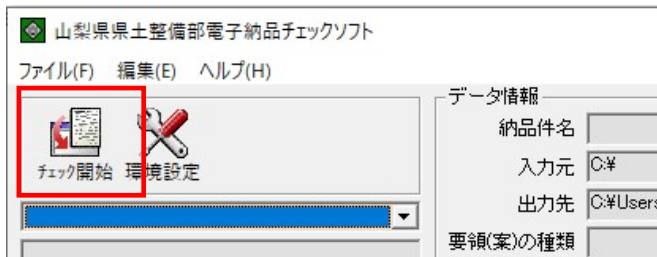 山梨県県土整備部電子納品チェックソフト
ファイル(F) 編集(E) ヘルプ(H)
チェック開始 環境設定
データ情報
納品件名
入力元 C:¥
出力先 C:¥Users
要領(案)の種類